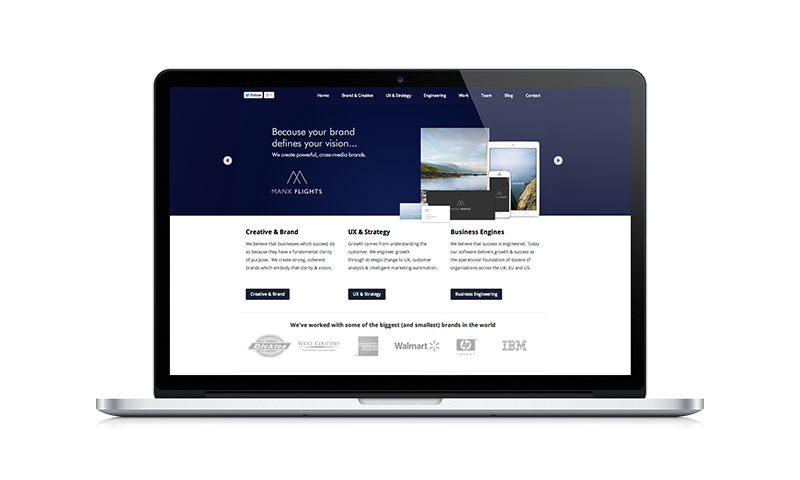 Follow
Home Brand & Creative UX & Strategy Engineering Work Team Blog Contact
Because your brand
defines your vision...
We create powerful, cross-media brands.
MANX FLIGHTS
Creative & Brand
We believe that businesses which succeed do
so because they have a fundamental clarity
of purpose. We create strong, coherent
brands which embody that clarity & vision.
Creative & Brand
UX & Strategy
Growth comes from understanding the
customer. We engineer growth
through strategic change to UX, customer
analysis & intelligent marketing automation.
UX & Strategy
Business Engines
We believe that success is engineered. Today
our software delivers growth & success as
the operational foundation of dozens of
organisations across the UK, EU and US.
Business Engineering
We've worked with some of the biggest (and smallest) brands in the world
Dickies
WEST COUNTRY
Walmart
hp
invent
IBM